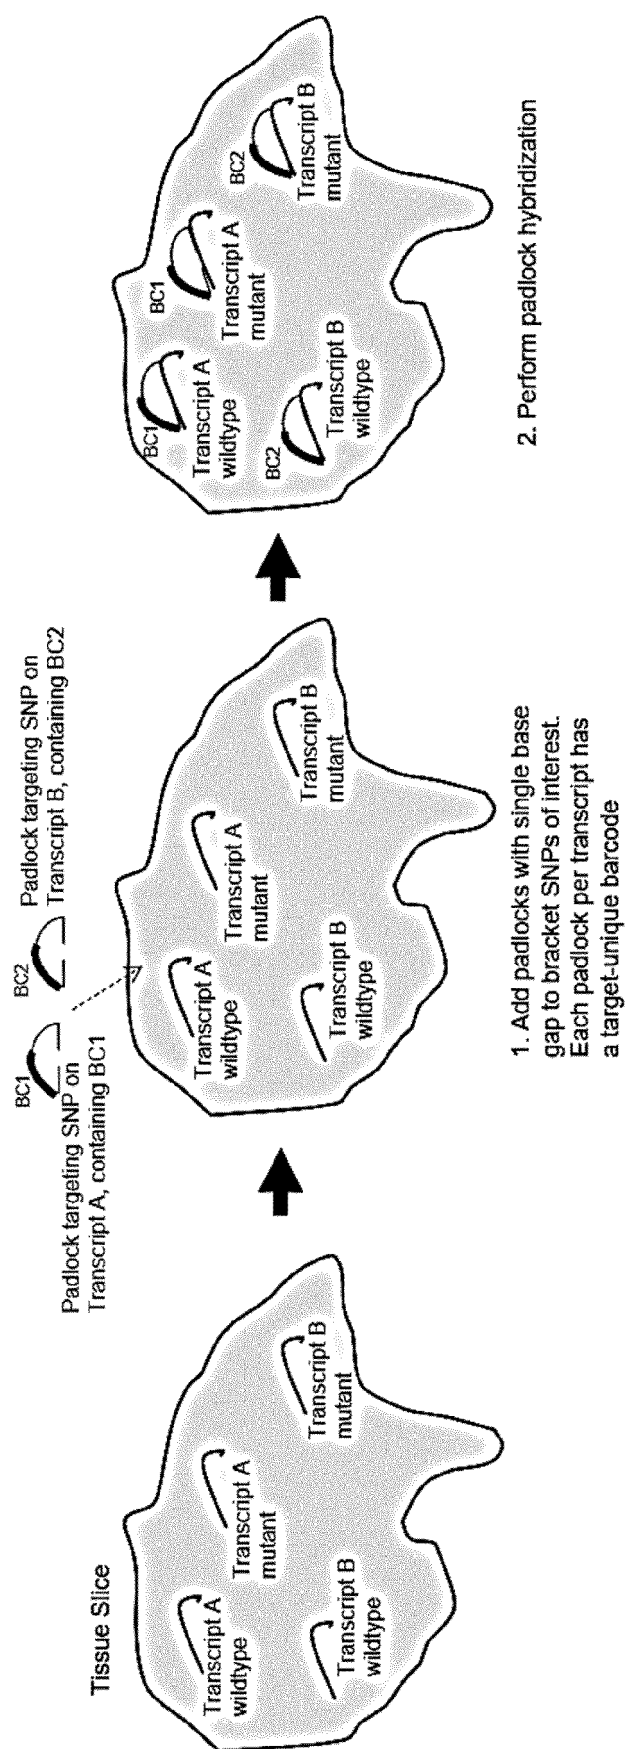 Tissue Slice
Transcript A
wildtype
Transcript A
mutant
Transcript B
wildtype
Transcript B
mutant
BC1
Padlock targeting SNP on
Transcript A, containing BC1
BC2
Padlock targeting SNP on
Transcript B, containing BC2
Transcript A
wildtype
Transcript A
mutant
Transcript B
wildtype
Transcript B
mutant
1. Add padlocks with single base
gap to bracket SNPs of interest.
Each padlock per transcript has
a target-unique barcode
BC1
Transcript A
wildtype
BC1
Transcript A
mutant
BC2
Transcript B
wildtype
BC2
Transcript B
mutant
2. Perform padlock hybridization